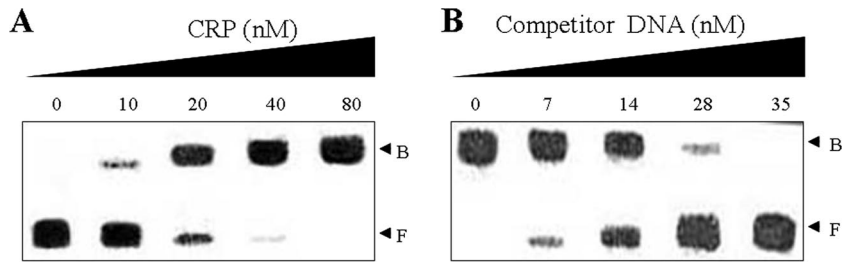 A
CRP (nM)
0 10 20 40 80
B
F
B
Competitor DNA (nM)
0 7 14 28 35
B
F